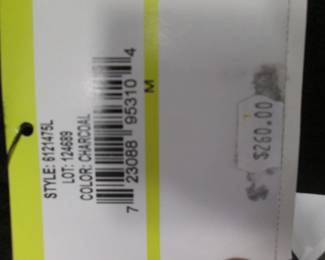 STYLE: 6121475L
LOT: 124689
COLOR: CHARCOAL
7 23088 95310 4
M
$260.00